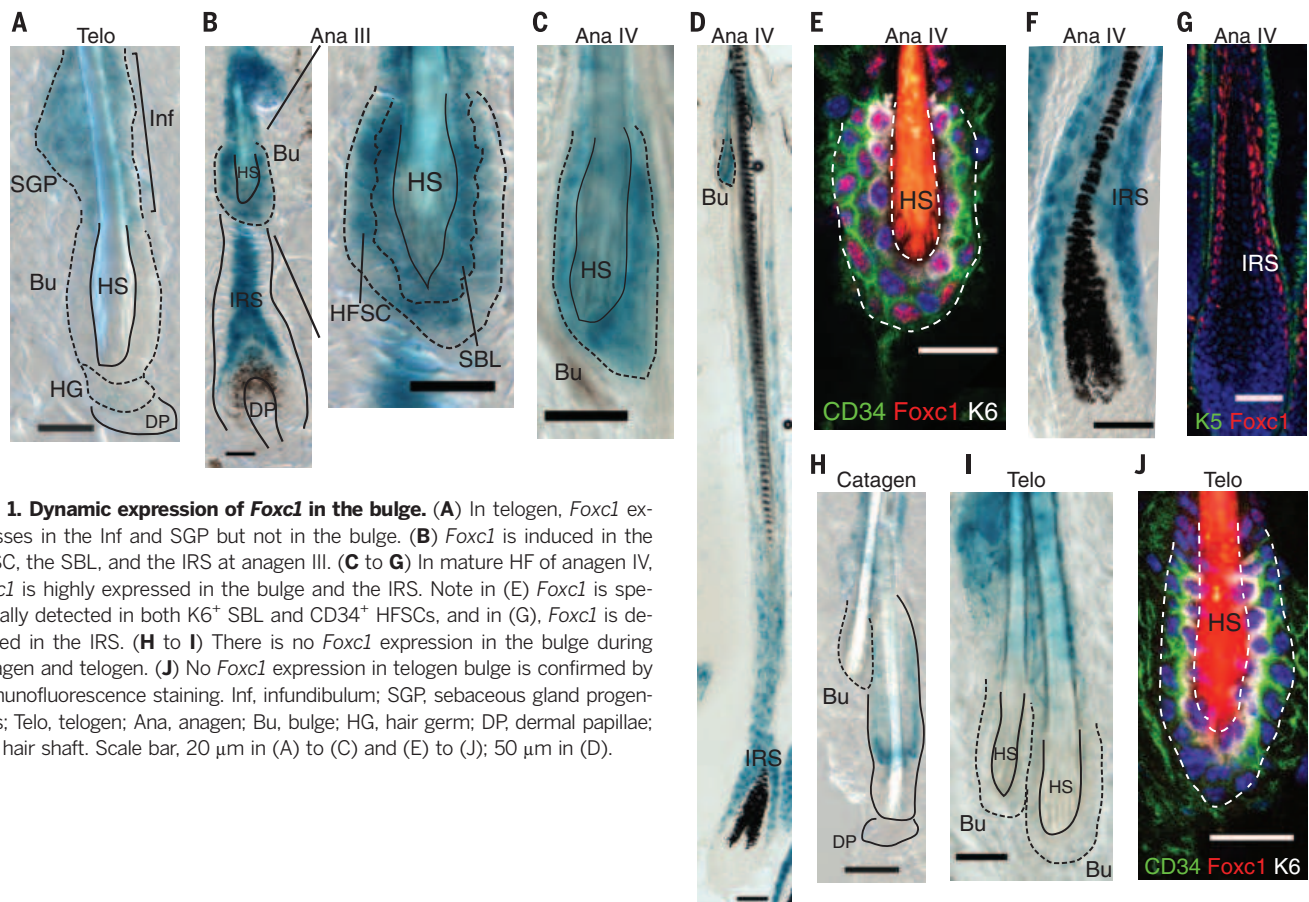 A
Telo
Inf
SGP
Bu
HS
HG
DP
B
Ana III
Bu
HS
IRS
DP
HS
HFSC
SBL
C
Ana IV
HS
Bu
D
Ana IV
Bu
IRS
E
Ana IV
HS
CD34 Foxc1 K6
F
Ana IV
IRS
G
Ana IV
IRS
K5 Foxc1
H
Catagen
Bu
DP
I
Telo
HS
HS
Bu
Bu
J
Telo
HS
CD34 Foxc1 K6
1. Dynamic expression of Foxc1 in the bulge. (A) In telogen, Foxc1 ex-
sses in the Inf and SGP but not in the bulge. (B) Foxc1 is induced in the
SC, the SBL, and the IRS at anagen III. (C to G) In mature HF of anagen IV,
c1 is highly expressed in the bulge and the IRS. Note in (E) Foxc1 is spe-
ally detected in both K6+ SBL and CD34+ HFSCs, and in (G), Foxc1 is de-
ed in the IRS. (H to I) There is no Foxc1 expression in the bulge during
agen and telogen. (J) No Foxc1 expression in telogen bulge is confirmed by
munofluorescence staining. Inf, infundibulum; SGP, sebaceous gland progen-
s; Telo, telogen; Ana, anagen; Bu, bulge; HG, hair germ; DP, dermal papillae;
hair shaft. Scale bar, 20 μm in (A) to (C) and (E) to (J); 50 μm in (D).